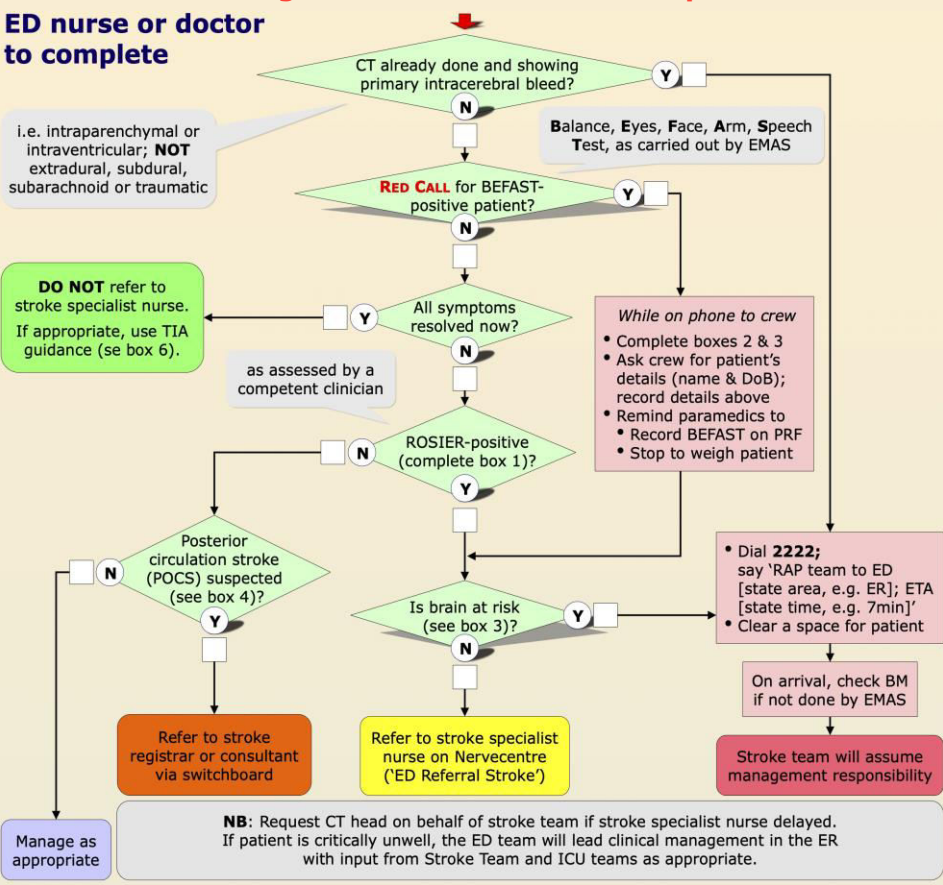 ED nurse or doctor
to complete
CT already done and showing
primary intracerebral bleed?
Y
N
i.e. intraparenchymal or
intraventricular; NOT
extradural, subdural,
subarachnoid or traumatic
Balance, Eyes, Face, Arm, Speech
Test, as carried out by EMAS
RED CALL for BEFAST-
positive patient?
Y
N
DO NOT refer to
stroke specialist nurse.
If appropriate, use TIA
guidance (se box 6).
Y
All symptoms
resolved now?
N
While on phone to crew
• Complete boxes 2 & 3
• Ask crew for patient's
details (name & DoB);
record details above
• Remind paramedics to
• Record BEFAST on PRF
• Stop to weigh patient
as assessed by a
competent clinician
N
ROSIER-positive
(complete box 1)?
Y
N
Posterior
circulation stroke
(POCS) suspected
(see box 4)?
Y
Is brain at risk
(see box 3)?
Y
N
• Dial 2222;
say ‘RAP team to ED
[state area, e.g. ER]; ETA
[state time, e.g. 7min]’
• Clear a space for patient
On arrival, check BM
if not done by EMAS
Refer to stroke
registrar or consultant
via switchboard
Refer to stroke specialist
nurse on Nervecentre
(‘ED Referral Stroke’)
Stroke team will assume
management responsibility
Manage as
appropriate
NB: Request CT head on behalf of stroke team if stroke specialist nurse delayed.
If patient is critically unwell, the ED team will lead clinical management in the ER
with input from Stroke Team and ICU teams as appropriate.